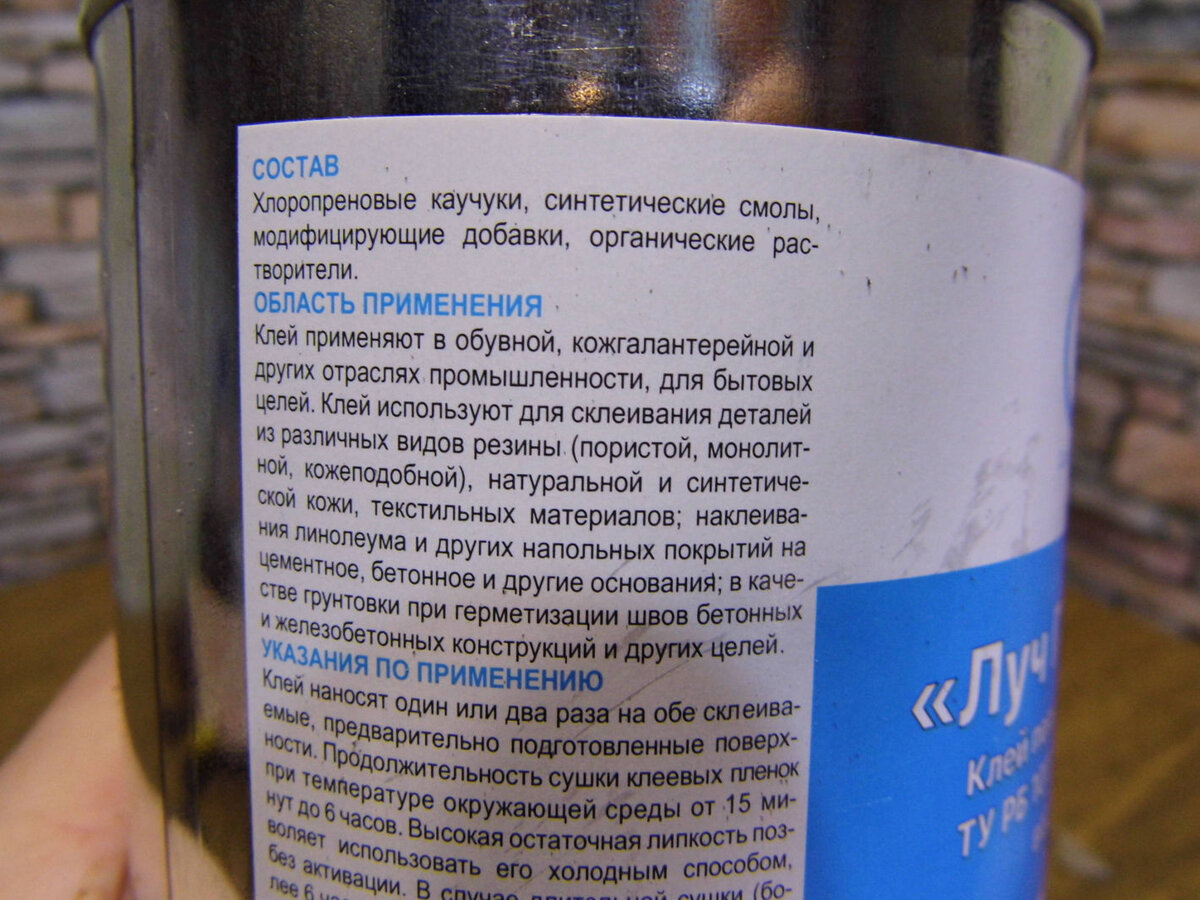 СОСТАВ
Хлоропреновые каучуки, синтетические смолы,
модифицирующие добавки, органические рас-
творители.
ОБЛАСТЬ ПРИМЕНЕНИЯ
Клей применяют в обувной, кожгалантерейной и
других отраслях промышленности, для бытовых
целей. Клей используют для склеивания деталей
из различных видов резины (пористой, монолит-
ной, кожеподобной), натуральной и синтетиче-
ской кожи, текстильных материалов; наклеива-
ния линолеума и других напольных покрытий на
цементное, бетонное и другие основания; в каче-
стве грунтовки при герметизации швов бетонных
и железобетонных конструкций и других целей.
УКАЗАНИЯ ПО ПРИМЕНЕНИЮ
Клей наносят один или два раза на обе склеива-
емые, предварительно подготовленные поверх-
ности. Продолжительность сушки клеевых пленок
при температуре окружающей среды от 15 ми-
нут до 6 часов. Высокая остаточная липкость поз-
воляет использовать его холодным способом,
без активации. В случае длительной сушки (бо-
лее 6
«Луч
Клей
ТУ РБ